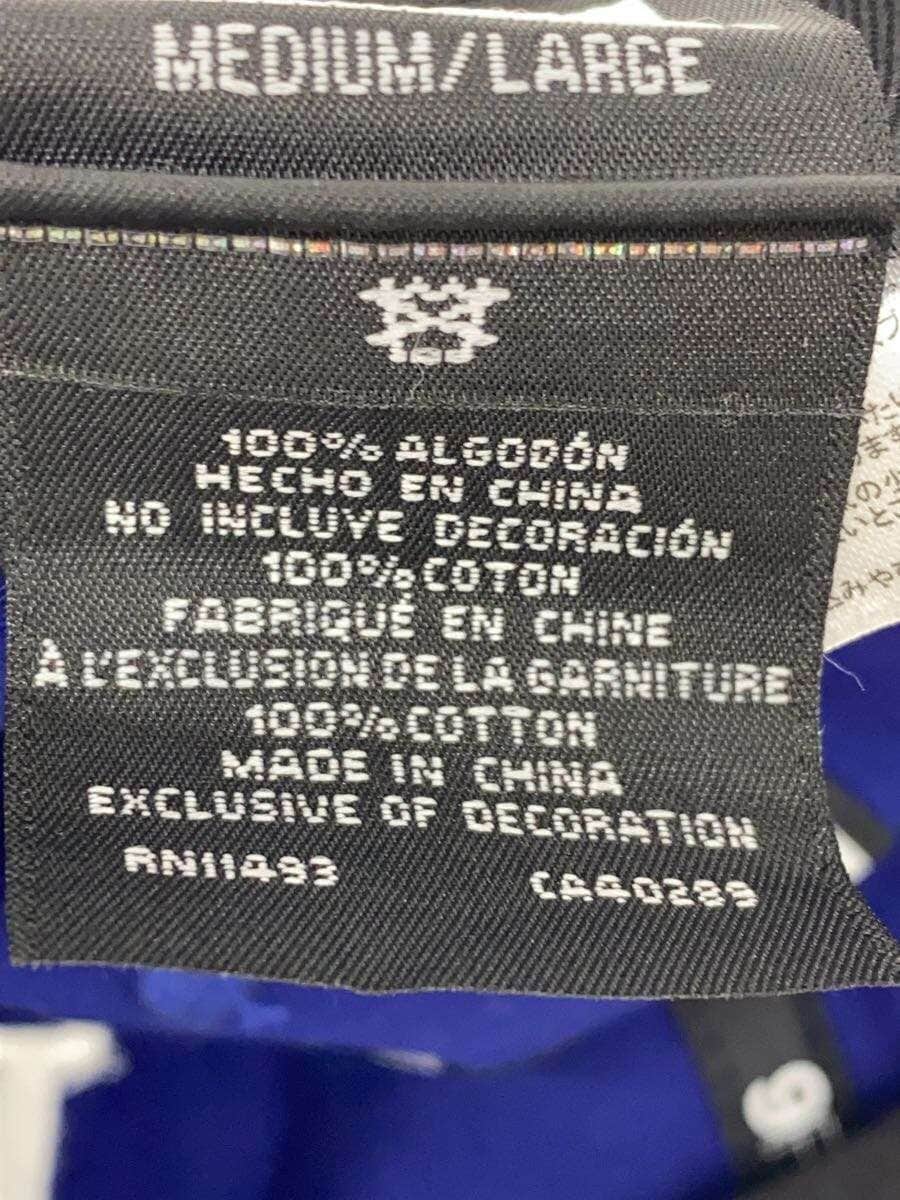 MEDIUM/LARGE
100% ALGODÓN
HECHO EN CHINA
NO INCLUYE DECORACIÓN
100% COTON
FABRIQUÉ EN CHINE
À L'EXCLUSION DE LA GARNITURE
100% COTTON
MADE IN CHINA
EXCLUSIVE OF DECORATION
RN11493 CA40289